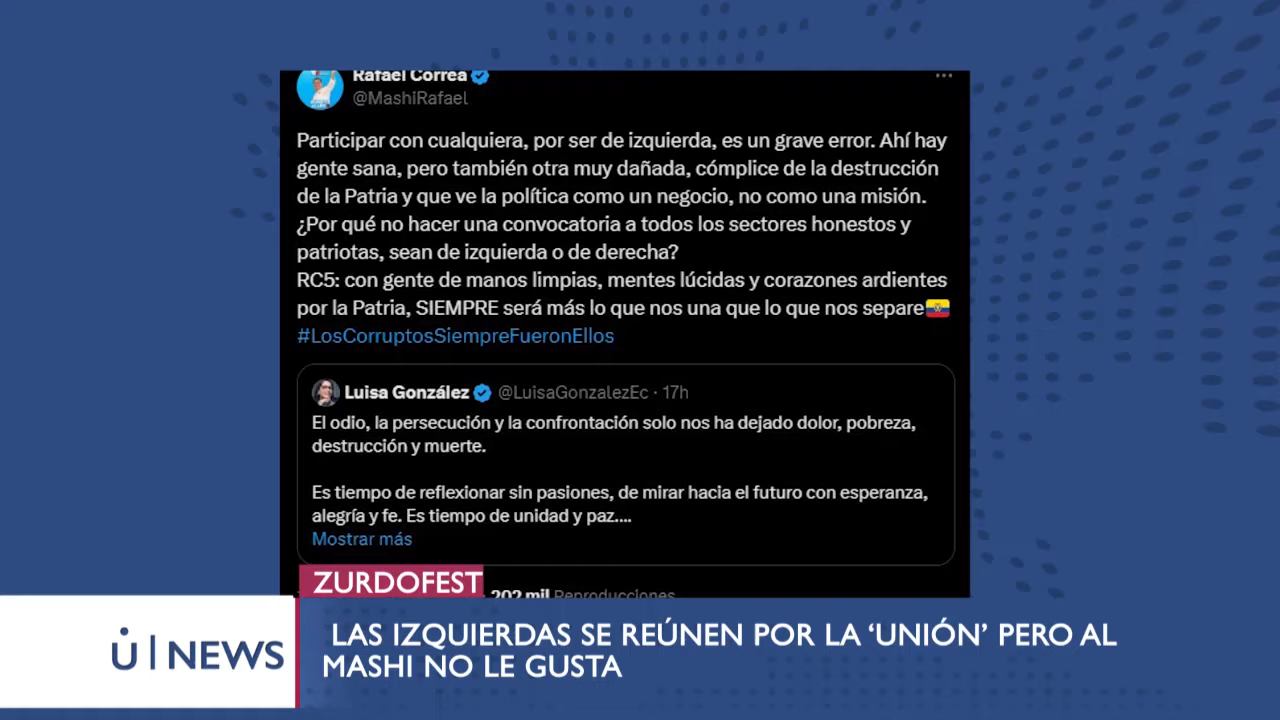 Rafael Correa
@MashiRafael
Participar con cualquiera, por ser de izquierda, es un grave error. Ahí hay
gente sana, pero también otra muy dañada, cómplice de la destrucción
de la Patria y que ve la política como un negocio, no como una misión.
¿Por qué no hacer una convocatoria a todos los sectores honestos y
patriotas, sean de izquierda o de derecha?
RC5: con gente de manos limpias, mentes lúcidas y corazones ardientes
por la Patria, SIEMPRE será más lo que nos una que lo que nos separe
#LosCorruptosSiempreFueronEllos
Luisa González @LuisaGonzalezEc · 17h
El odio, la persecución y la confrontación solo nos ha dejado dolor, pobreza,
destrucción y muerte.
Es tiempo de reflexionar sin pasiones, de mirar hacia el futuro con esperanza,
alegría y fe. Es tiempo de unidad y paz....
Mostrar más
202 mil Reproducciones
ZURDOFEST
LAS IZQUIERDAS SE REÚNEN POR LA ‘UNIÓN’ PERO AL
MASHI NO LE GUSTA
U | NEWS